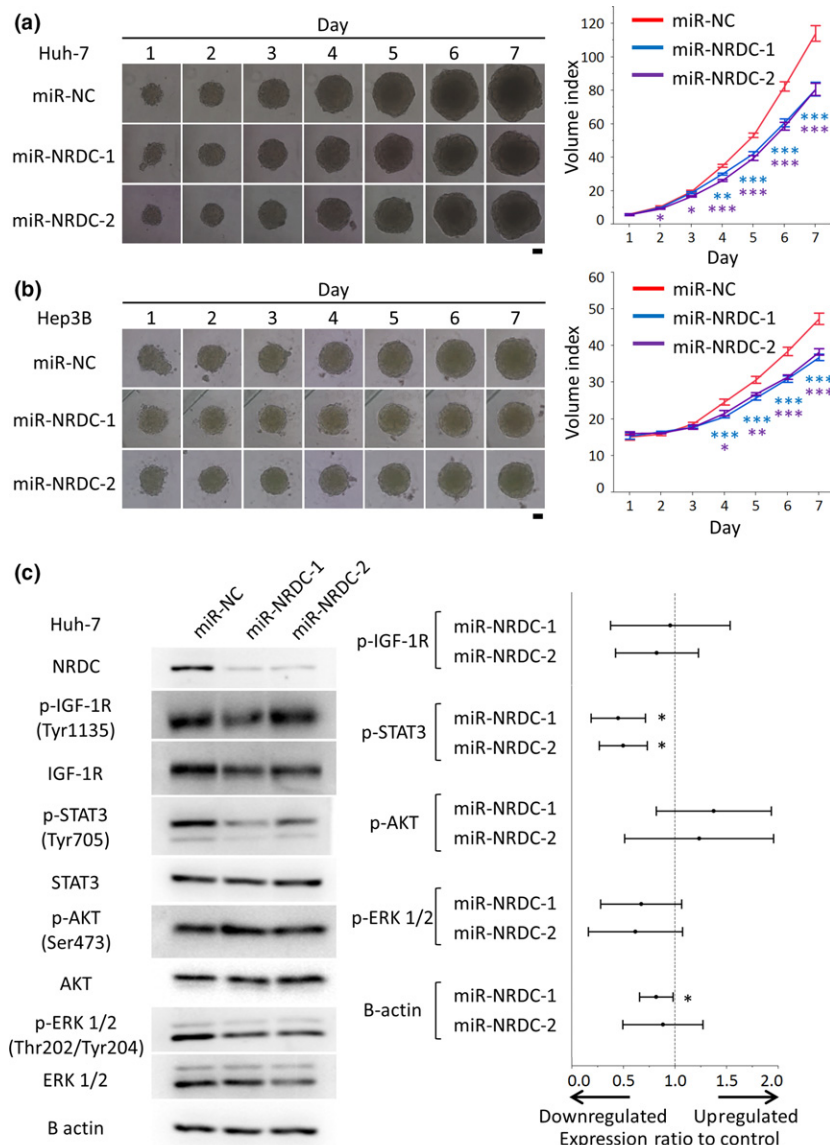 (a)
Day
Huh-7 1 2 3 4 5 6 7
miR-NC
miR-NRDC-1
miR-NRDC-2
Volume index
120
100
80
60
40
20
0
miR-NC
miR-NRDC-1
miR-NRDC-2
* * ** *** *** *** *** *** *** ***
1 2 3 4 5 6 7
Day
(b)
Day
Hep3B 1 2 3 4 5 6 7
miR-NC
miR-NRDC-1
miR-NRDC-2
Volume index
60
50
40
30
20
10
0
miR-NC
miR-NRDC-1
miR-NRDC-2
*** * *** ** *** *** *** ***
1 2 3 4 5 6 7
Day
(c)
Huh-7 miR-NC miR-NRDC-1 miR-NRDC-2
NRDC
p-IGF-1R
(Tyr1135)
IGF-1R
p-STAT3
(Tyr705)
STAT3
p-AKT
(Ser473)
AKT
p-ERK 1/2
(Thr202/Tyr204)
ERK 1/2
B actin
p-IGF-1R
miR-NRDC-1
miR-NRDC-2
p-STAT3
miR-NRDC-1 *
miR-NRDC-2 *
p-AKT
miR-NRDC-1
miR-NRDC-2
p-ERK 1/2
miR-NRDC-1
miR-NRDC-2
B-actin
miR-NRDC-1 *
miR-NRDC-2
0.0 0.5 1.0 1.5 2.0
Downregulated Upregulated
Expression ratio to control